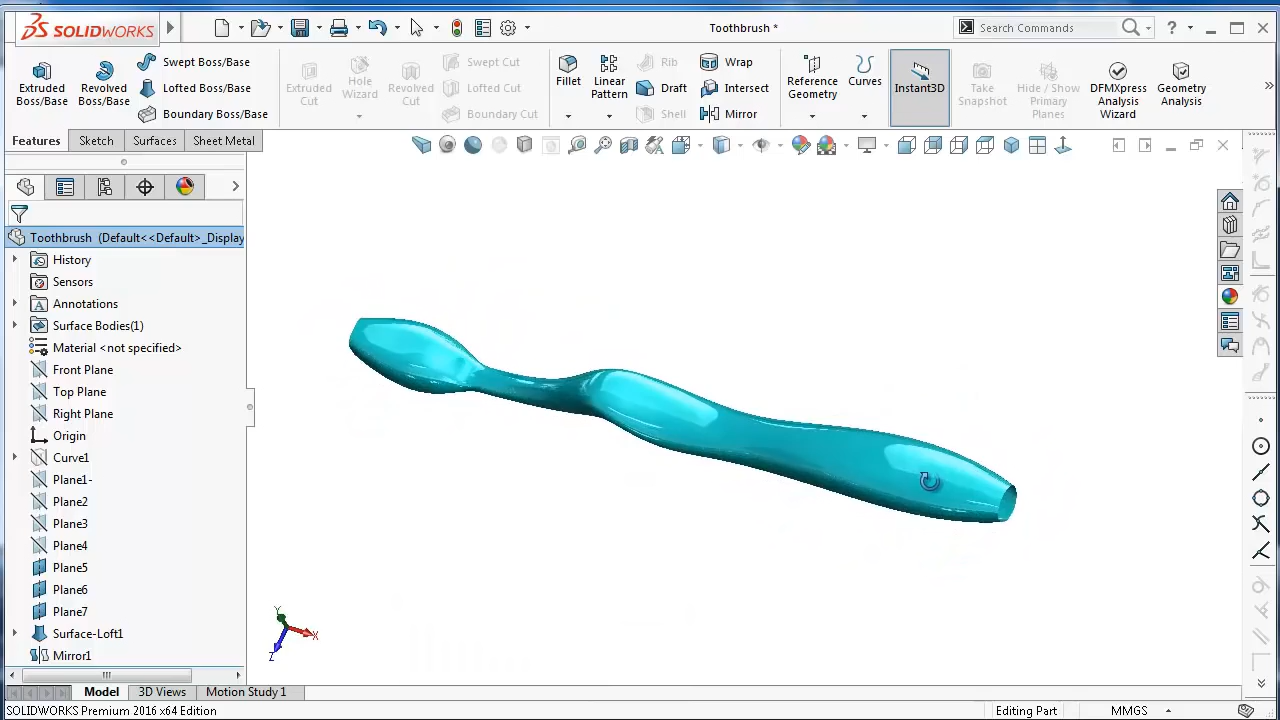 SOLIDWORKS
Toothbrush *
Search Commands
?
Extruded
Boss/Base
Revolved
Boss/Base
Swept Boss/Base
Lofted Boss/Base
Boundary Boss/Base
Extruded
Cut
Hole
Wizard
Revolved
Cut
Swept Cut
Lofted Cut
Boundary Cut
Fillet
Linear
Pattern
Rib
Draft
Shell
Wrap
Intersect
Mirror
Reference
Geometry
Curves
Instant3D
Take
Snapshot
Hide / Show
Primary
Planes
DFMXpress
Analysis
Wizard
Geometry
Analysis
Features
Sketch
Surfaces
Sheet Metal
Toothbrush (Default<<Default>_Display
History
Sensors
Annotations
Surface Bodies(1)
Material <not specified>
Front Plane
Top Plane
Right Plane
Origin
Curve1
Plane1-
Plane2
Plane3
Plane4
Plane5
Plane6
Plane7
Surface-Loft1
Mirror1
Y
X
Z
Model
3D Views
Motion Study 1
SOLIDWORKS Premium 2016 x64 Edition
Editing Part
MMGS